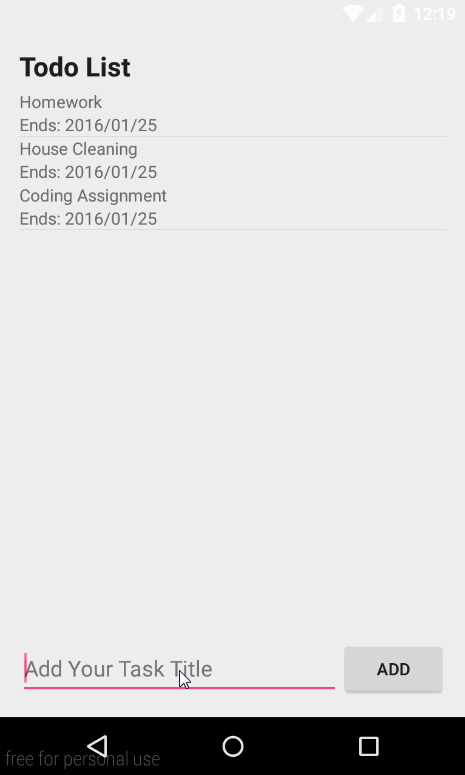 12:19
Todo List
Homework
Ends: 2016/01/25
House Cleaning
Ends: 2016/01/25
Coding Assignment
Ends: 2016/01/25
Add Your Task Title
ADD
free for personal use